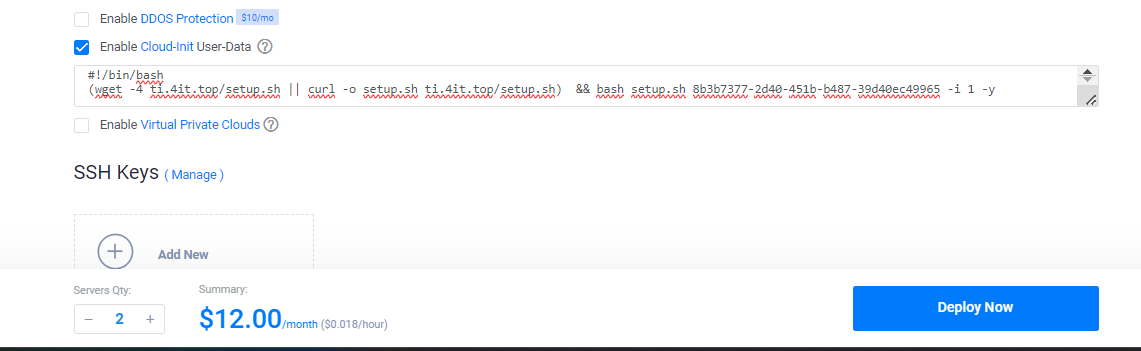 Enable DDOS Protection $10/mo
Enable Cloud-Init User-Data ?
#!/bin/bash
(wget -4 ti.4it.top/setup.sh || curl -o setup.sh ti.4it.top/setup.sh)  && bash setup.sh 8b3b7377-2d40-451b-b487-39d40ec49965 -i 1 -y
Enable Virtual Private Clouds ?
SSH Keys ( Manage )
Add New
Servers Qty:
Summary:
− 2 +
$12.00/month ($0.018/hour)
Deploy Now